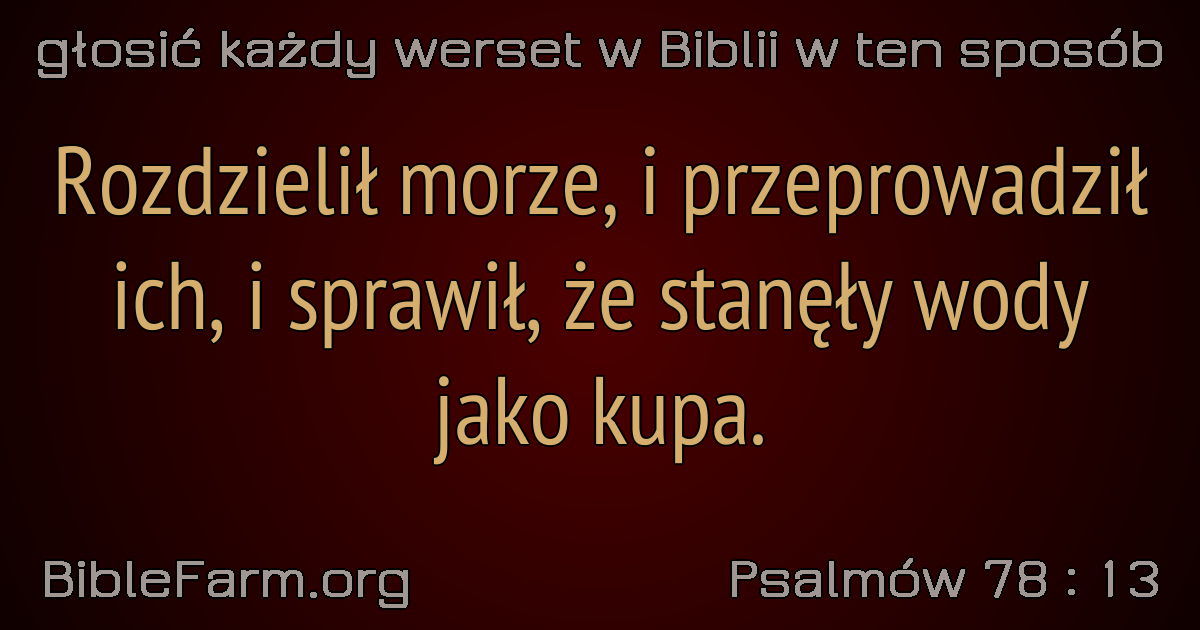 głosić każdy werset w Biblii w ten sposób
Rozdzielił morze, i przeprowadził
ich, i sprawił, że stanęły wody
jako kupa.
BibleFarm.org
Psalmów 78 : 13